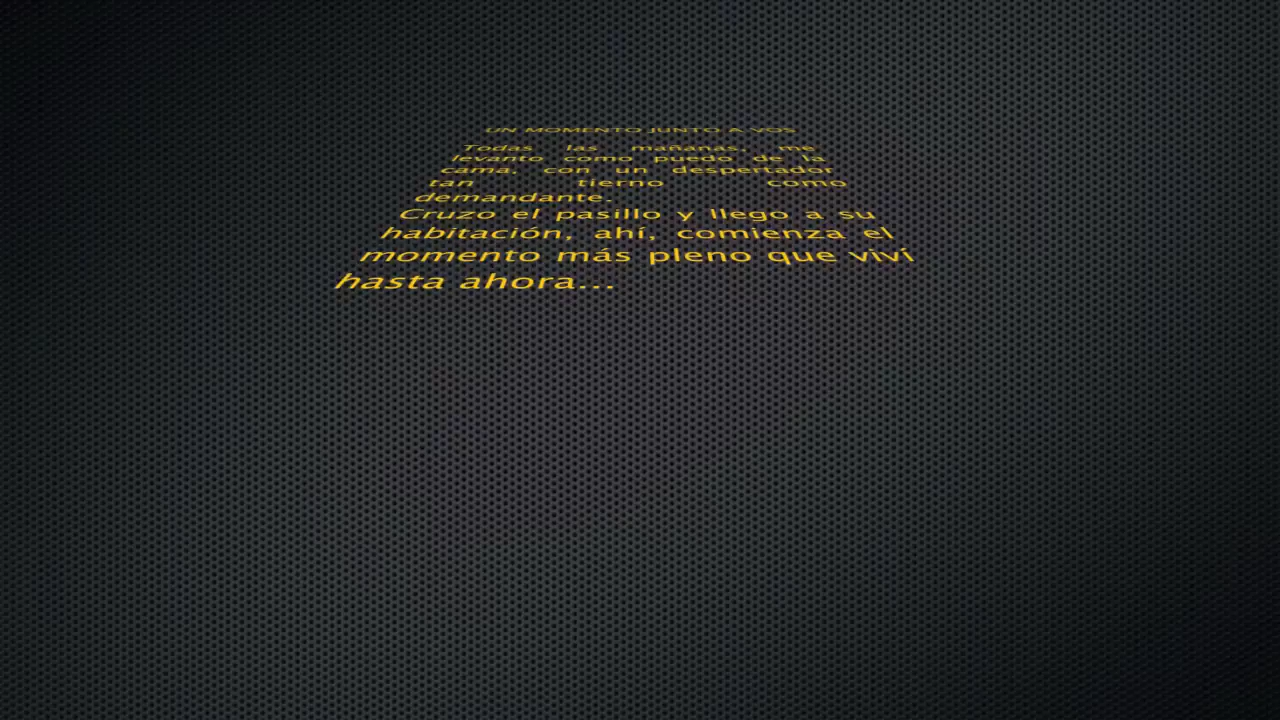 UN MOMENTO JUNTO A VOS
Todas las mañanas, me
levanto como puedo de la
cama, con un despertador
tan tierno como
demandante.
Cruzo el pasillo y llego a su
habitación, ahí, comienza el
momento más pleno que viví
hasta ahora...